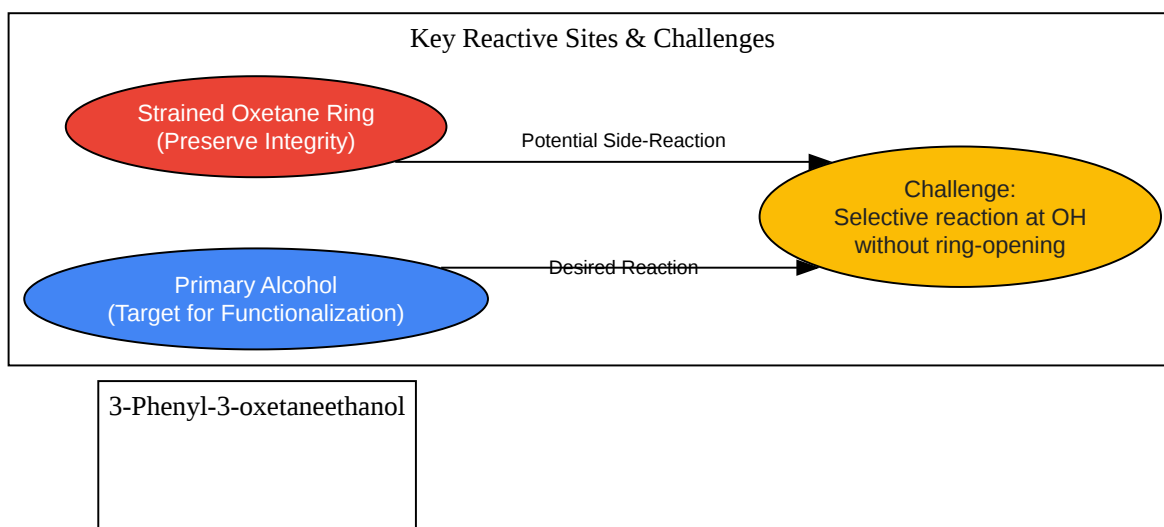 Key Reactive Sites & Challenges
Strained Oxetane Ring
(Preserve Integrity)
Potential Side-Reaction
Challenge:
Selective reaction at OH
without ring-opening
Primary Alcohol
(Target for Functionalization)
Desired Reaction
3-Phenyl-3-oxetaneethanol